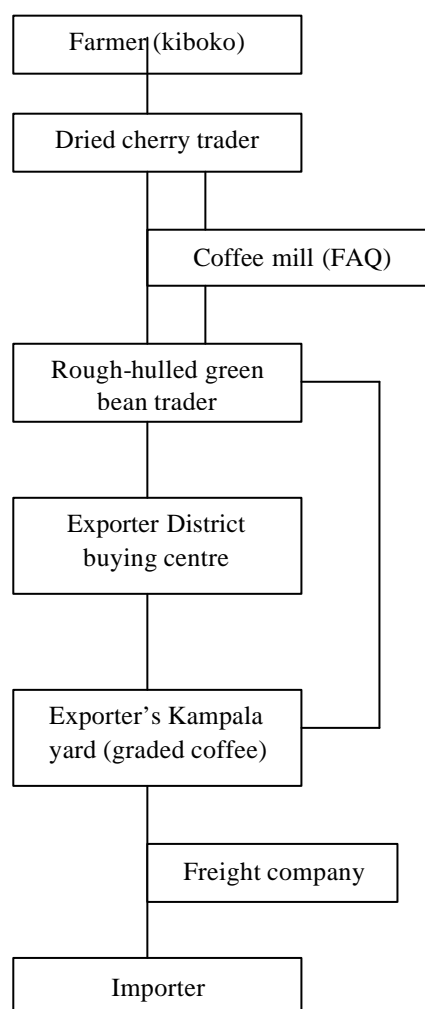 Farmer (kiboko)
Dried cherry trader
Coffee mill (FAQ)
Rough-hulled green
bean trader
Exporter District
buying centre
Exporter’s Kampala
yard (graded coffee)
Freight company
Importer